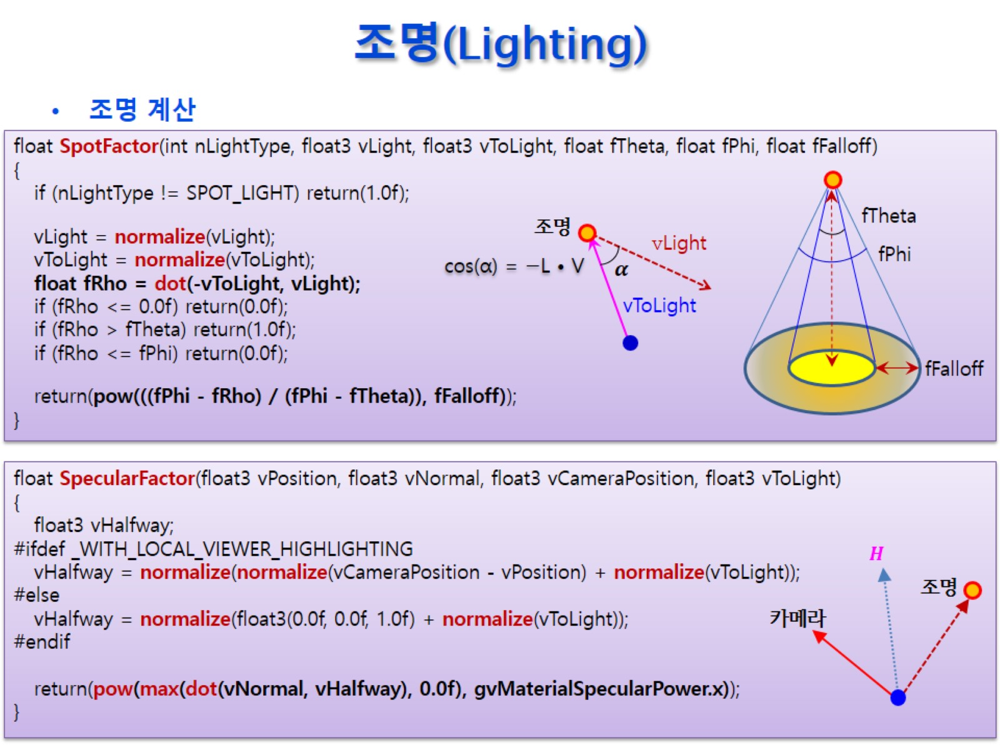 조명(Lighting)
• 조명 계산
float SpotFactor(int nLightType, float3 vLight, float3 vToLight, float fTheta, float fPhi, float fFalloff)
{
if (nLightType != SPOT_LIGHT) return(1.0f);
vLight = normalize(vLight);
vToLight = normalize(vToLight);
float fRho = dot(-vToLight, vLight);
if (fRho <= 0.0f) return(0.0f);
if (fRho > fTheta) return(1.0f);
if (fRho <= fPhi) return(0.0f);
return(pow(((fPhi - fRho) / (fPhi - fTheta)), fFalloff));
}
조명
vLight
cos(α) = −L • V
α
vToLight
fTheta
fPhi
fFalloff
float SpecularFactor(float3 vPosition, float3 vNormal, float3 vCameraPosition, float3 vToLight)
{
float3 vHalfway;
#ifdef _WITH_LOCAL_VIEWER_HIGHLIGHTING
vHalfway = normalize(normalize(vCameraPosition - vPosition) + normalize(vToLight));
#else
vHalfway = normalize(float3(0.0f, 0.0f, 1.0f) + normalize(vToLight));
#endif
return(pow(max(dot(vNormal, vHalfway), 0.0f), gvMaterialSpecularPower.x));
}
H
조명
카메라